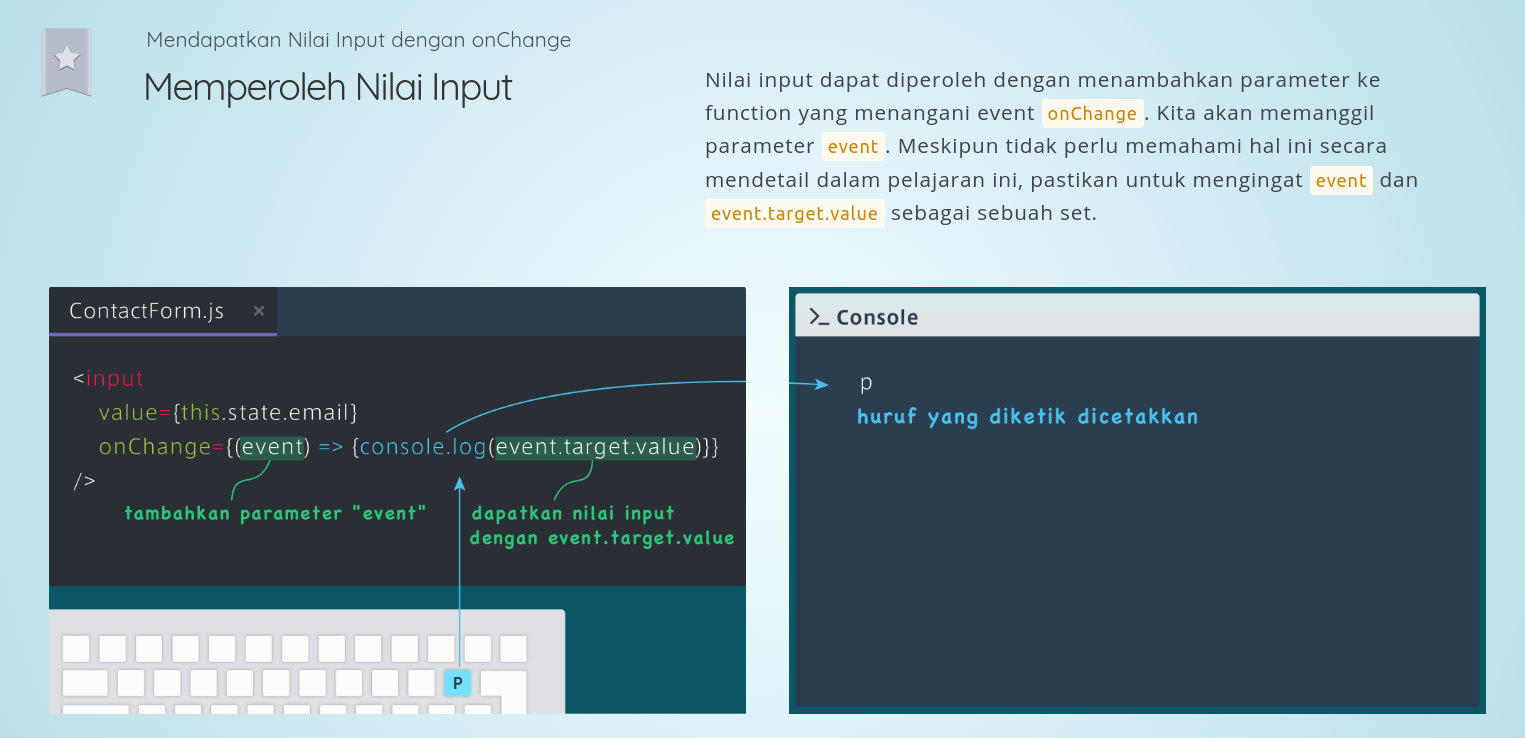 Mendapatkan Nilai Input dengan onChange
Memperoleh Nilai Input
Nilai input dapat diperoleh dengan menambahkan parameter ke
function yang menangani event onChange. Kita akan memanggil
parameter event. Meskipun tidak perlu memahami hal ini secara
mendetail dalam pelajaran ini, pastikan untuk mengingat event dan
event.target.value sebagai sebuah set.
ContactForm.js ×
<input
value={this.state.email}
onChange={(event) => {console.log(event.target.value)}}
/>
tambahkan parameter "event"
dapatkan nilai input
dengan event.target.value
P
>_ Console
p
huruf yang diketik dicetakkan